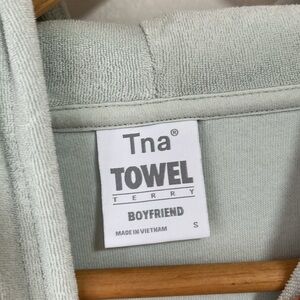 Tna®
TOWEL
TERRY
BOYFRIEND
MADE IN VIETNAM S